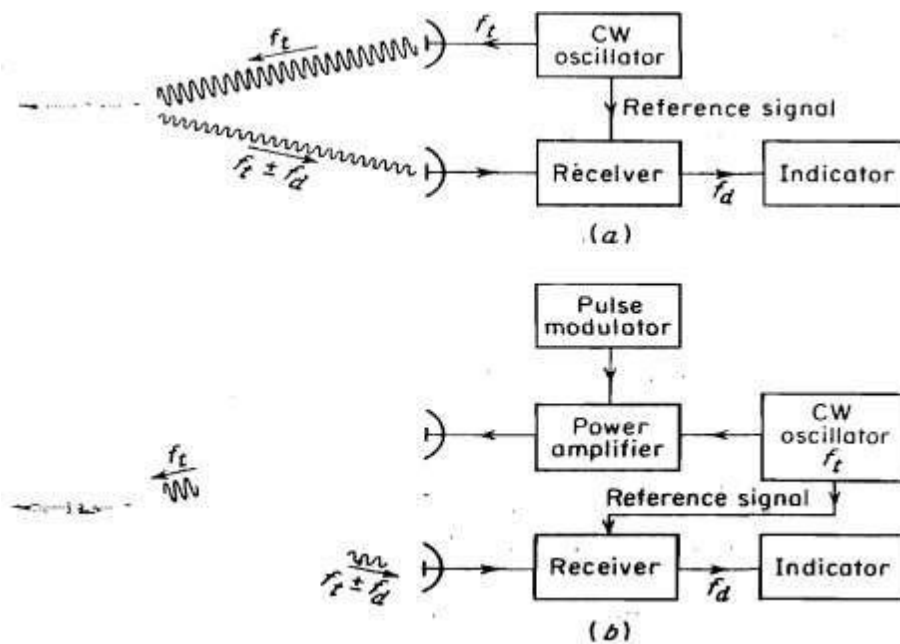 f_t
f_t
CW
oscillator
Reference signal
f_t ± f_d
Receiver
f_d
Indicator
(a)
Pulse
modulator
Power
amplifier
CW
oscillator
f_t
f_t
Reference signal
f_t ± f_d
Receiver
f_d
Indicator
(b)